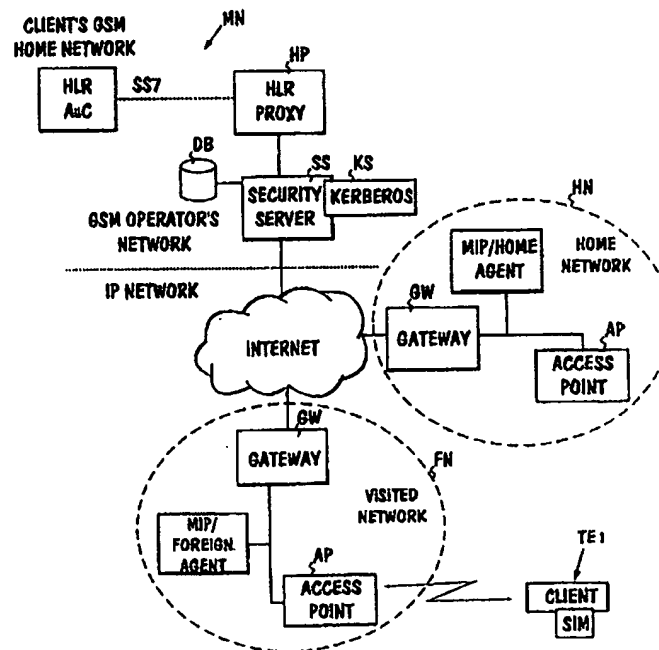 CLIENT'S GSM
HOME NETWORK
MN
HLR
AuC
SS7
HP
HLR
PROXY
DB
SS
KS
SECURITY
SERVER
KERBEROS
GSM OPERATOR'S
NETWORK
IP NETWORK
HN
MIP/HOME
AGENT
HOME
NETWORK
GW
GATEWAY
AP
ACCESS
POINT
INTERNET
GW
GATEWAY
FN
VISITED
NETWORK
MIP/
FOREIGN
AGENT
AP
ACCESS
POINT
TE1
CLIENT
SIM